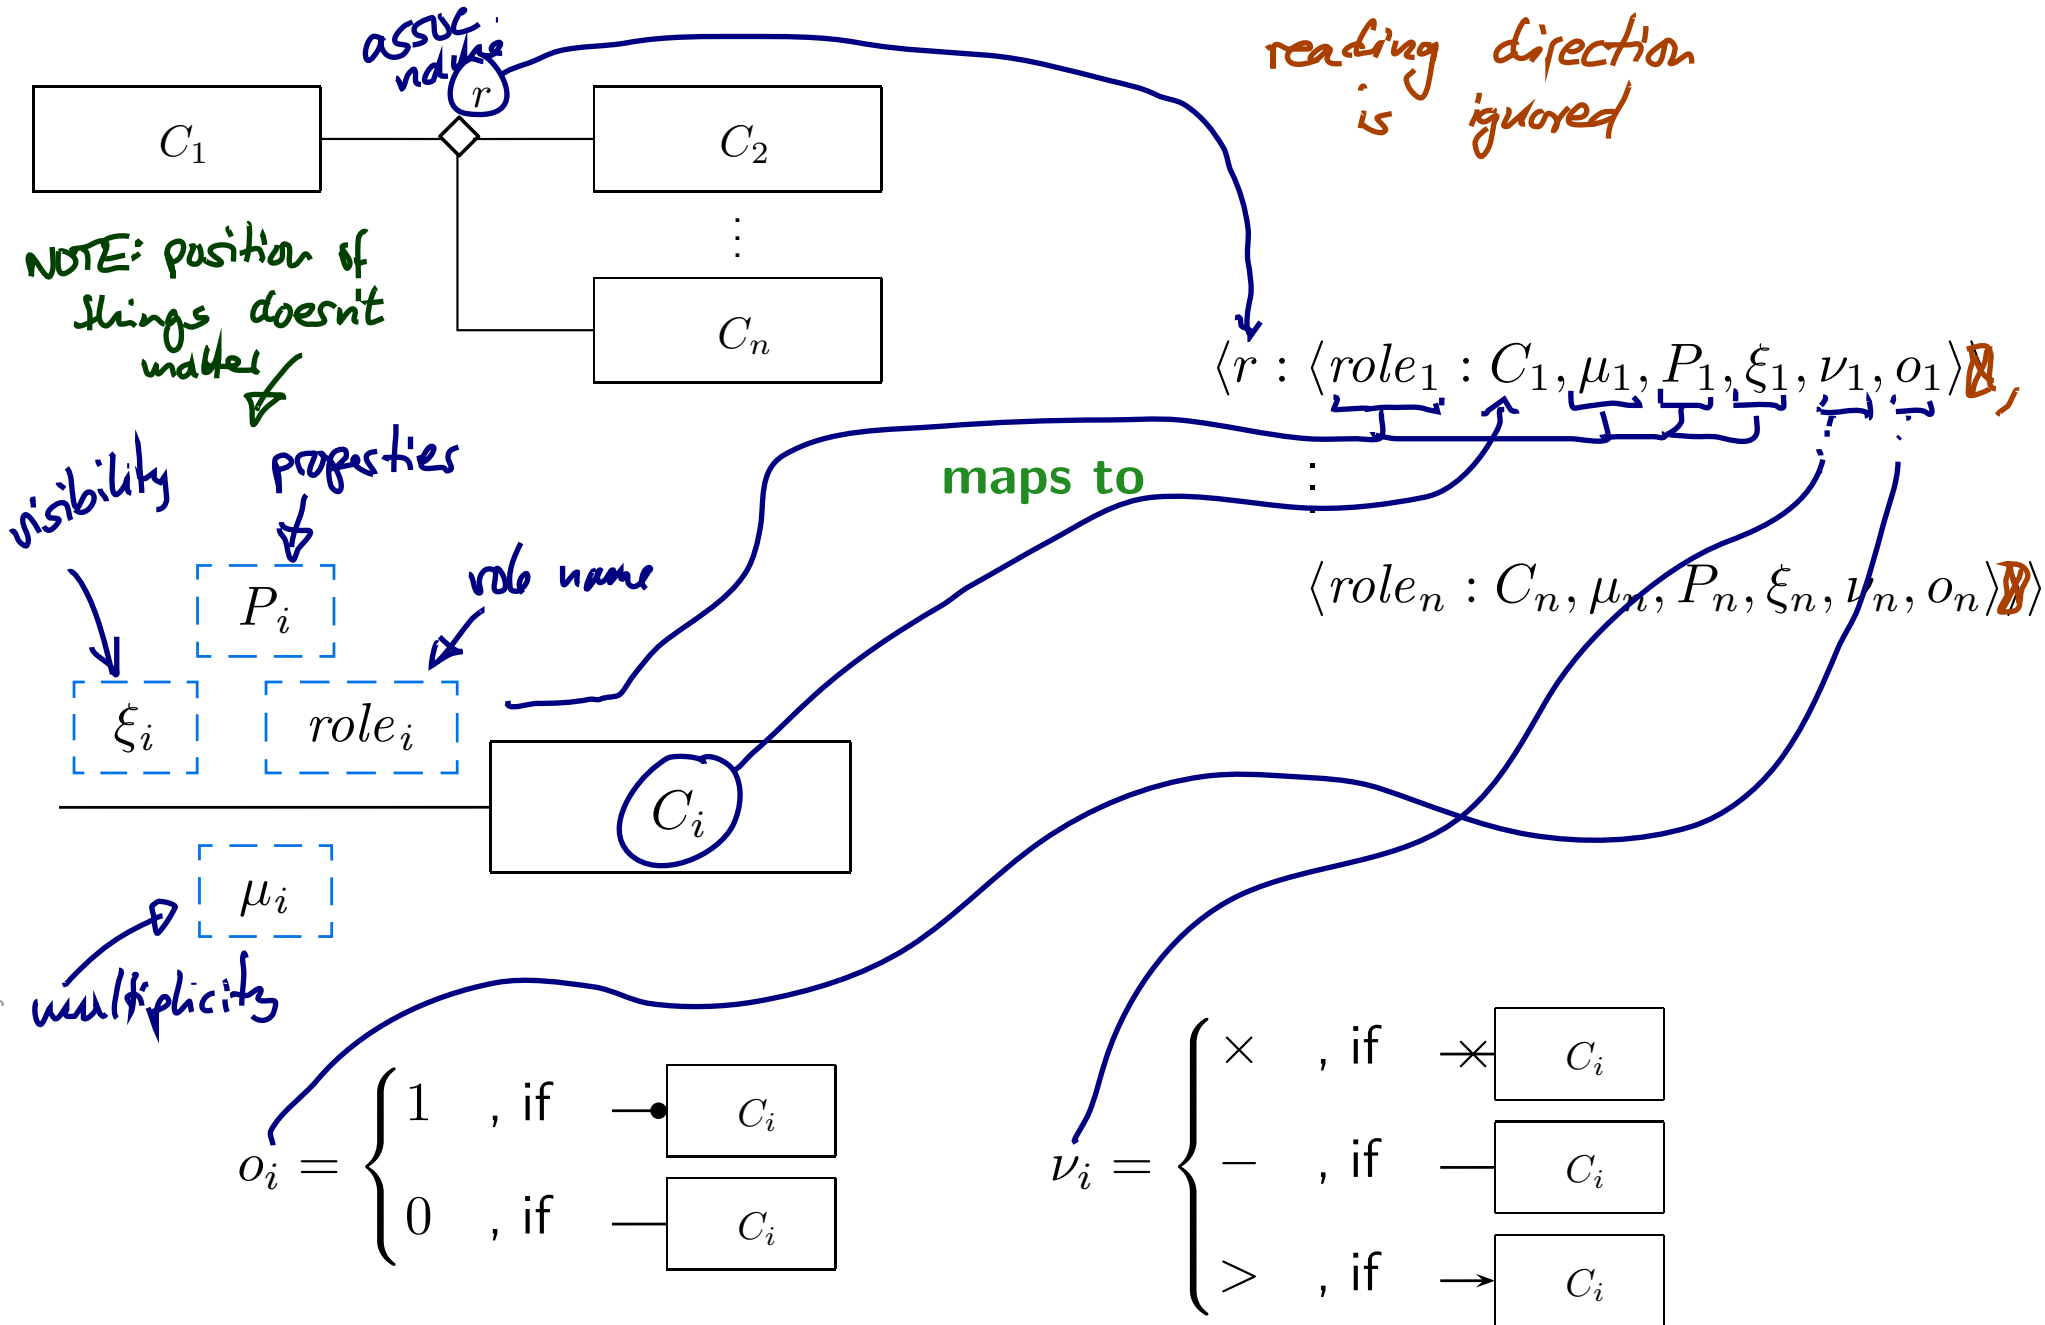 assoc.
name
r
reading direction
is ignored
C₁
C₂
⋮
Cₙ
NOTE: position of
things doesn't
matter
⟨r : ⟨role₁ : C₁, μ₁, P₁, ξ₁, ν₁, o₁⟩,
maps to
⋮
⟨roleₙ : Cₙ, μₙ, Pₙ, ξₙ, νₙ, oₙ⟩⟩
visibility
properties
role name
Pᵢ
ξᵢ
roleᵢ
Cᵢ
μᵢ
multiplicity
oᵢ = { 1 , if Cᵢ
0 , if Cᵢ
νᵢ = { × , if Cᵢ
− , if Cᵢ
> , if Cᵢ